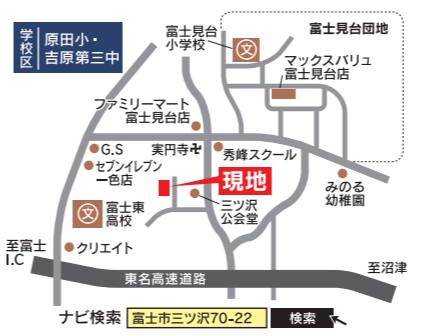 学校区
原田小・
吉原第三中
富士見台
小学校
文
富士見台団地
マックスバリュ
富士見台店
ファミリーマート
富士見台店
G.S
実円寺卍
秀峰スクール
セブンイレブン
一色店
現地
みのる
幼稚園
文
富士東
高校
三ツ沢
公会堂
至富士
I.C
クリエイト
東名高速道路
至沼津
ナビ検索 富士市三ツ沢70-22 検索